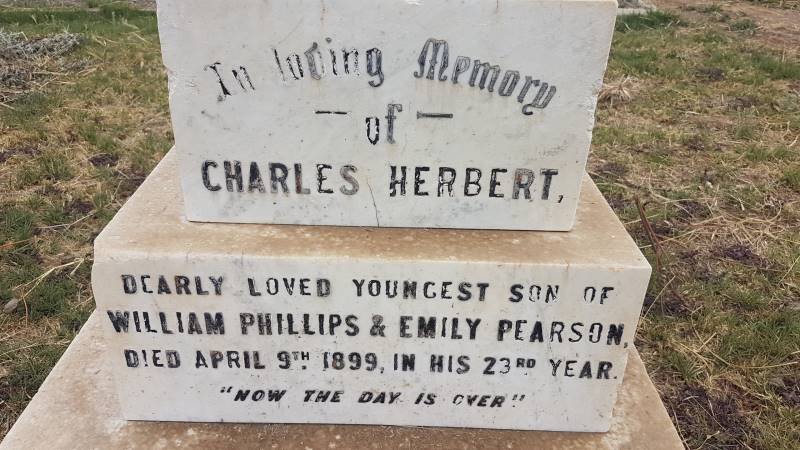 In loving Memory
— of —
CHARLES HERBERT,
DEARLY LOVED YOUNGEST SON OF
WILLIAM PHILLIPS & EMILY PEARSON,
DIED APRIL 9TH 1899, IN HIS 23RD YEAR.
"NOW THE DAY IS OVER"